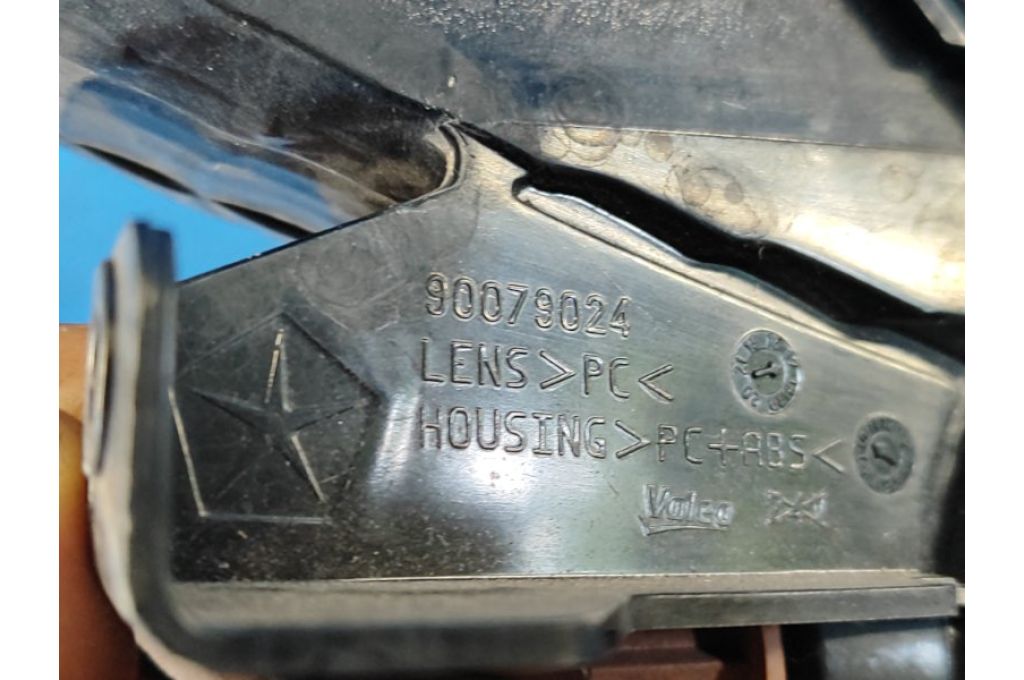 90079024
LENS>PC<
HOUSING>PC+ABS<
Valeo